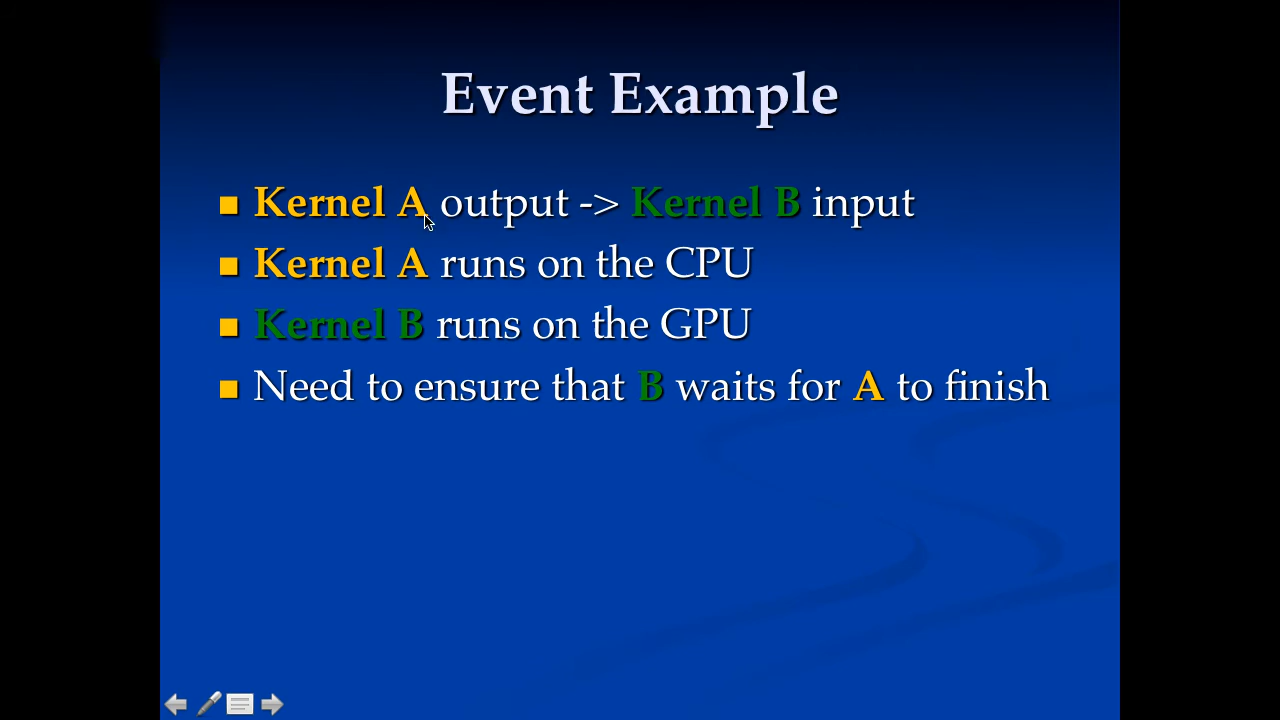 Event Example
Kernel A output -> Kernel B input
Kernel A runs on the CPU
Kernel B runs on the GPU
Need to ensure that B waits for A to finish